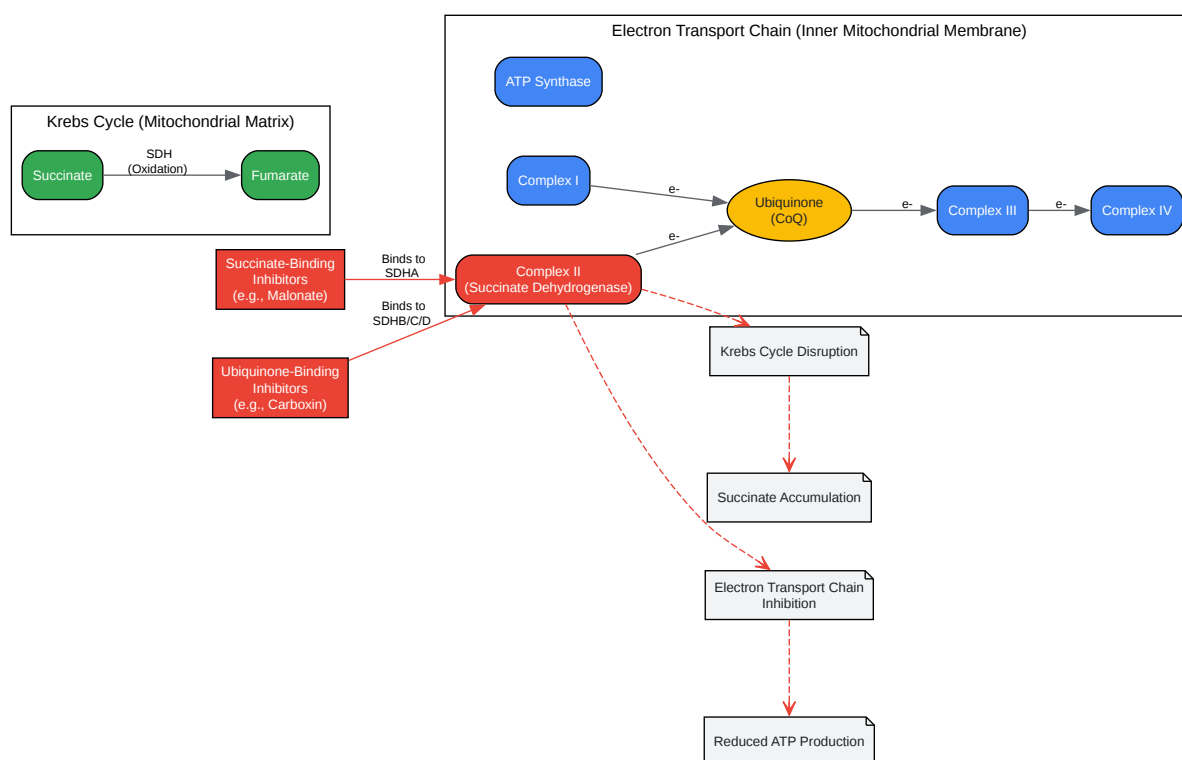 Electron Transport Chain (Inner Mitochondrial Membrane)
ATP Synthase
Krebs Cycle (Mitochondrial Matrix)
Succinate
SDH
(Oxidation)
Fumarate
Complex I
e-
Ubiquinone
(CoQ)
e-
Complex III
e-
Complex IV
e-
Succinate-Binding
Inhibitors
(e.g., Malonate)
Binds to
SDHA
Complex II
(Succinate Dehydrogenase)
Binds to
SDHB/C/D
Ubiquinone-Binding
Inhibitors
(e.g., Carboxin)
Krebs Cycle Disruption
Succinate Accumulation
Electron Transport Chain
Inhibition
Reduced ATP Production